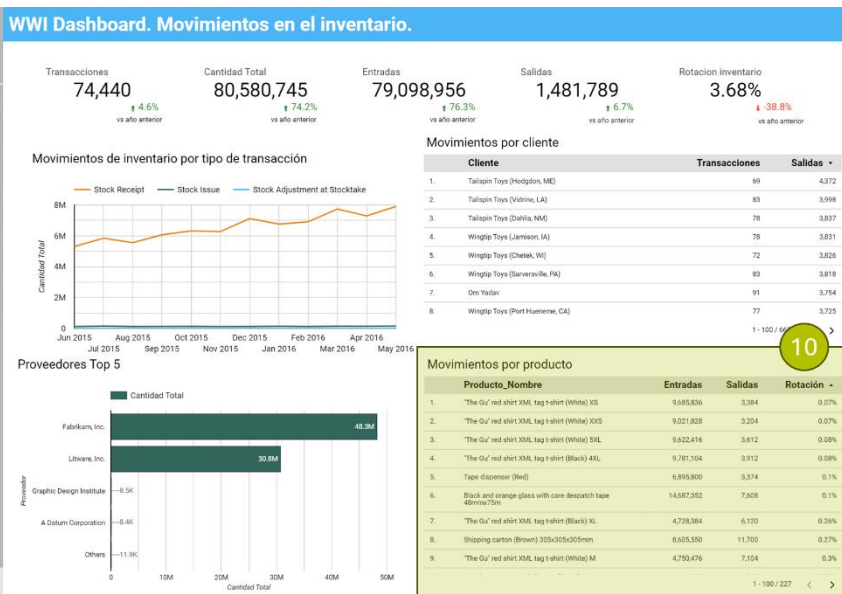 WWI Dashboard. Movimientos en el inventario.
Transacciones
74,440
4.6%
vs año anterior
Cantidad Total
80,580,745
74.2%
vs año anterior
Entradas
79,098,956
76.3%
vs año anterior
Salidas
1,481,789
6.7%
vs año anterior
Rotacion inventario
3.68%
-38.8%
vs año anterior
Movimientos de inventario por tipo de transacción
Stock Receipt Stock Issue Stock Adjustment at Stocktake
Cantidad Total
8M
6M
4M
2M
0
Jun 2015 Aug 2015 Oct 2015 Dec 2015 Feb 2016 Apr 2016
Jul 2015 Sep 2015 Nov 2015 Jan 2016 Mar 2016 May 2016
Movimientos por cliente
Cliente Transacciones Salidas
1. Tailspin Toys (Hodgdon, ME) 69 4,372
2. Tailspin Toys (Vidrine, LA) 83 3,998
3. Tailspin Toys (Dahlia, NM) 78 3,837
4. Wingtip Toys (Jamison, IA) 78 3,831
5. Wingtip Toys (Chetek, WI) 72 3,826
6. Wingtip Toys (Sarversville, PA) 83 3,818
7. Om Yadav 91 3,754
8. Wingtip Toys (Port Hueneme, CA) 77 3,725
1 - 100 /
10
Proveedores Top 5
Cantidad Total
Proveedor
Fabrikam, Inc. 48.3M
Litware, Inc. 30.8M
Graphic Design Institute 8.5K
A Datum Corporation 8.4K
Others 11.9K
0 10M 20M 30M 40M 50M
Cantidad Total
Movimientos por producto
Producto_Nombre Entradas Salidas Rotación
1. "The Gu" red shirt XML tag t-shirt (White) XS 9,685,836 3,384 0.07%
2. "The Gu" red shirt XML tag t-shirt (White) XXS 9,021,828 3,204 0.07%
3. "The Gu" red shirt XML tag t-shirt (White) 5XL 9,622,416 3,612 0.08%
4. "The Gu" red shirt XML tag t-shirt (Black) 4XL 9,781,104 3,912 0.08%
5. Tape dispenser (Red) 6,895,800 3,374 0.1%
6. Black and orange glass with care despatch tape 14,687,352 7,608 0.1%
48mmx75m
7. "The Gu" red shirt XML tag t-shirt (Black) XL 4,728,384 6,120 0.26%
8. Shipping carton (Brown) 305x305x305mm 8,605,550 11,700 0.27%
9. "The Gu" red shirt XML tag t-shirt (White) M 4,750,476 7,104 0.3%
1 - 100 / 227